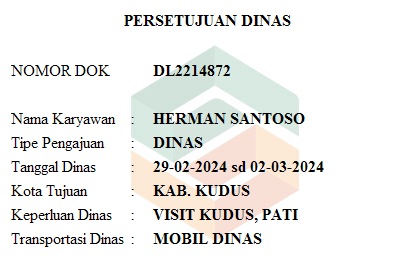 PERSETUJUAN DINAS
NOMOR DOK DL2214872
Nama Karyawan : HERMAN SANTOSO
Tipe Pengajuan : DINAS
Tanggal Dinas : 29-02-2024 sd 02-03-2024
Kota Tujuan : KAB. KUDUS
Keperluan Dinas : VISIT KUDUS, PATI
Transportasi Dinas : MOBIL DINAS